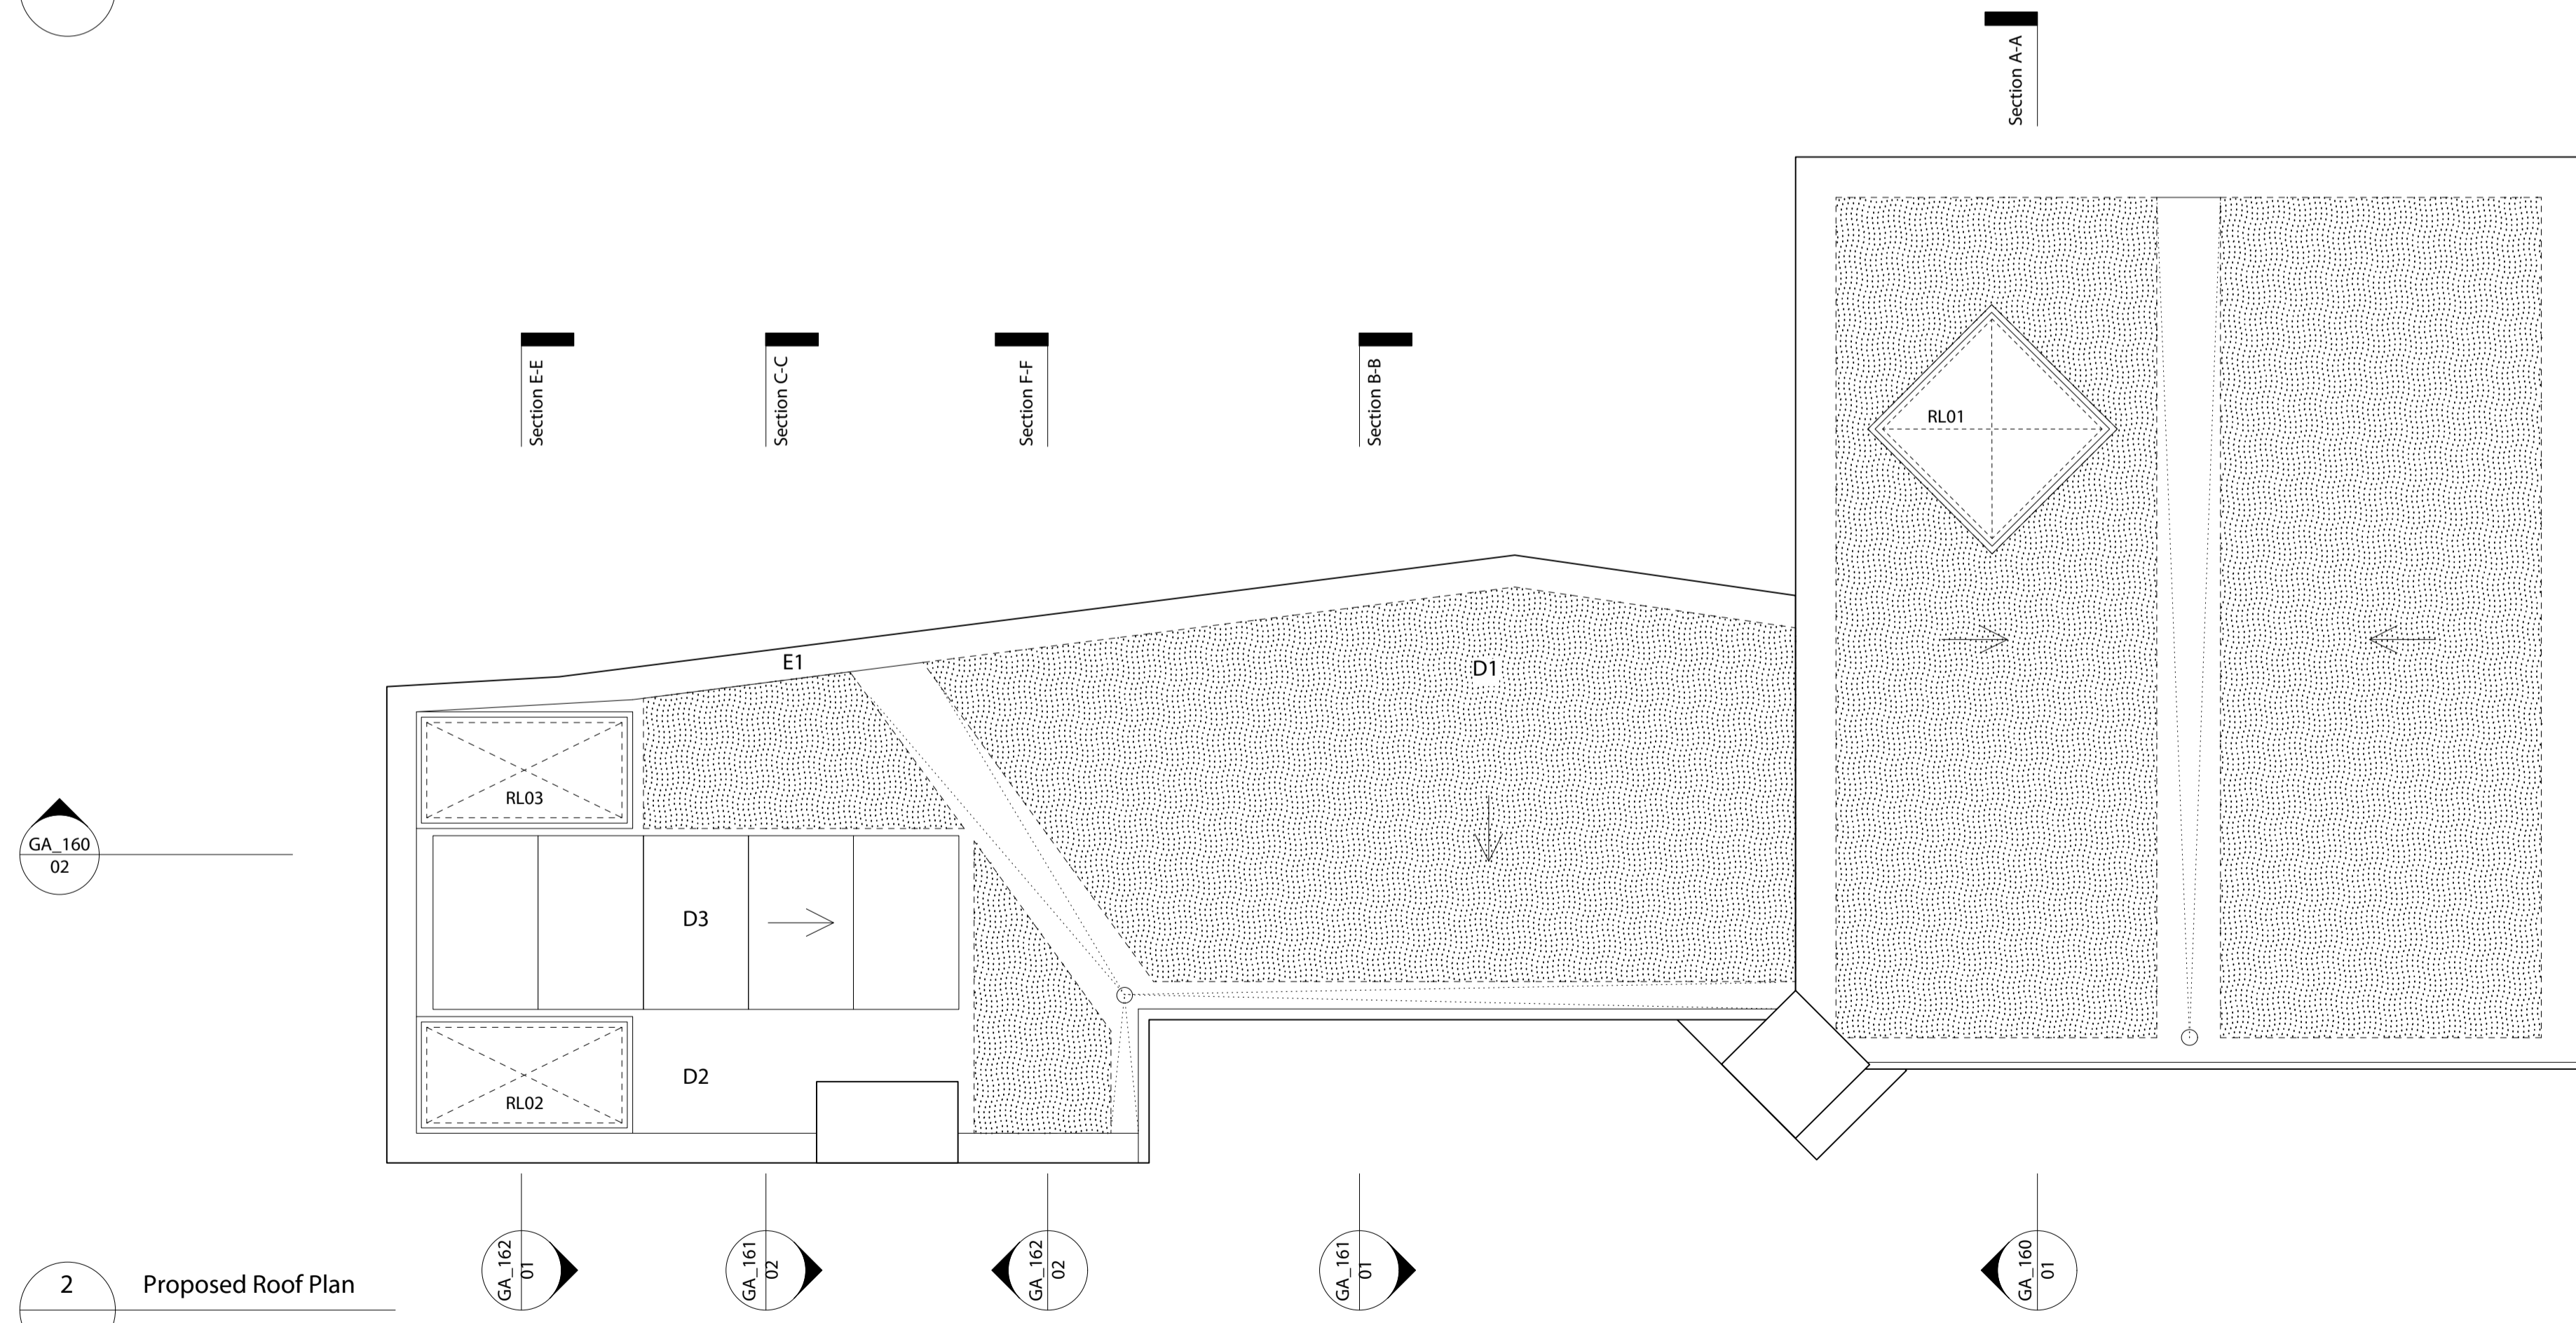 Section A-A
Section E-E
Section C-C
Section F-F
Section B-B
RL01
E1
D1
RL03
GA_160
02
D3
D2
RL02
GA_162
01
GA_161
02
GA_162
02
GA_161
01
GA_160
01
2
Proposed Roof Plan